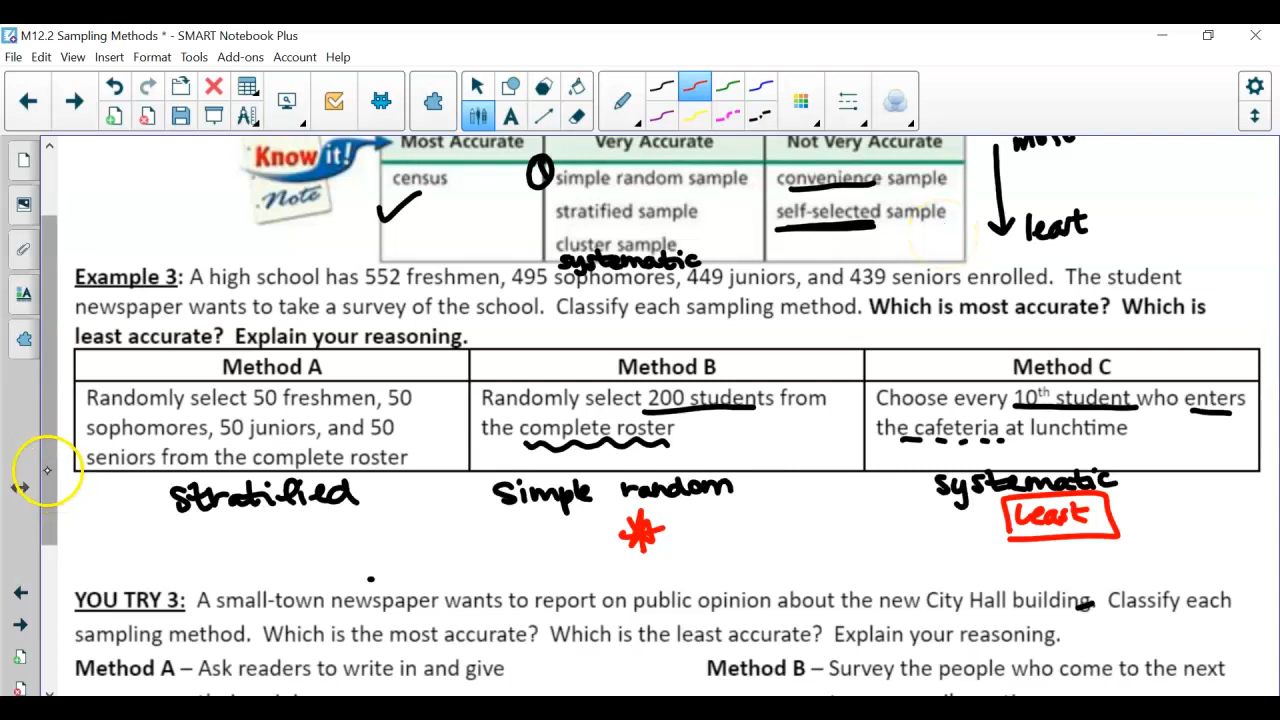 M12.2 Sampling Methods * - SMART Notebook Plus
File Edit View Insert Format Tools Add-ons Account Help
Know it!
Note
Most Accurate Very Accurate Not Very Accurate
census simple random sample convenience sample
stratified sample self-selected sample
cluster sample
systematic
least
Example 3: A high school has 552 freshmen, 495 sophomores, 449 juniors, and 439 seniors enrolled. The student
newspaper wants to take a survey of the school. Classify each sampling method. Which is most accurate? Which is
least accurate? Explain your reasoning.
Method A Method B Method C
Randomly select 50 freshmen, 50 Randomly select 200 students from Choose every 10th student who enters
sophomores, 50 juniors, and 50 the complete roster the cafeteria at lunchtime
seniors from the complete roster
stratified Simple random systematic
least
YOU TRY 3: A small-town newspaper wants to report on public opinion about the new City Hall building. Classify each
sampling method. Which is the most accurate? Which is the least accurate? Explain your reasoning.
Method A – Ask readers to write in and give Method B – Survey the people who come to the next